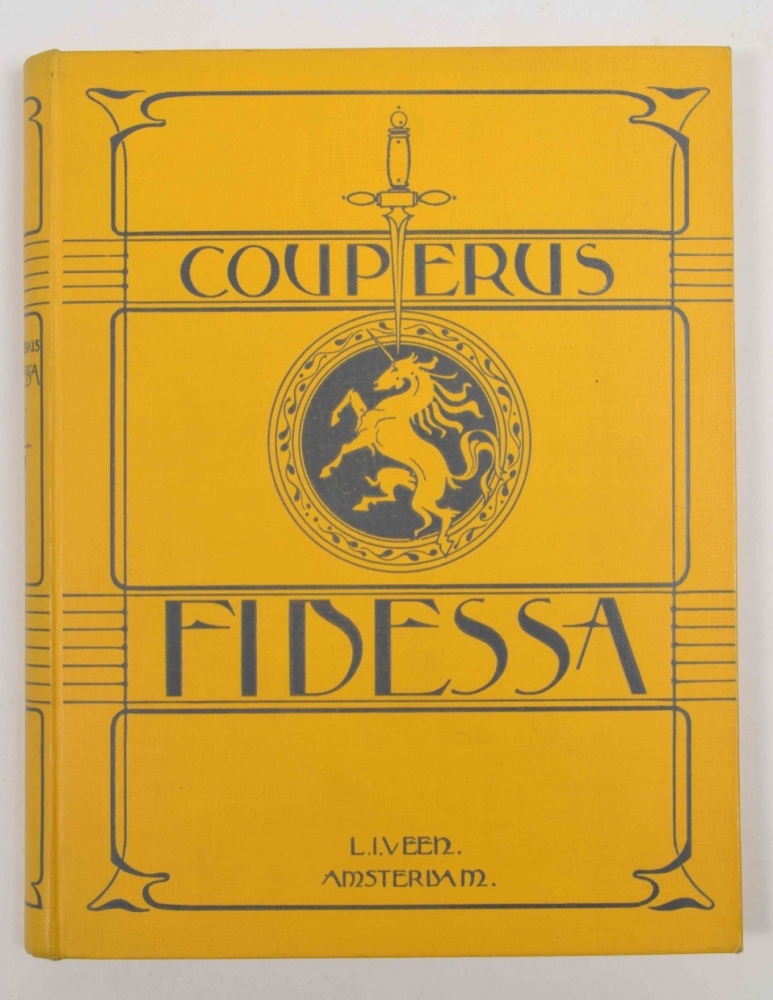 COUPERUS
FIDESSA
L.I.VEEN.
AMSTERDAM.